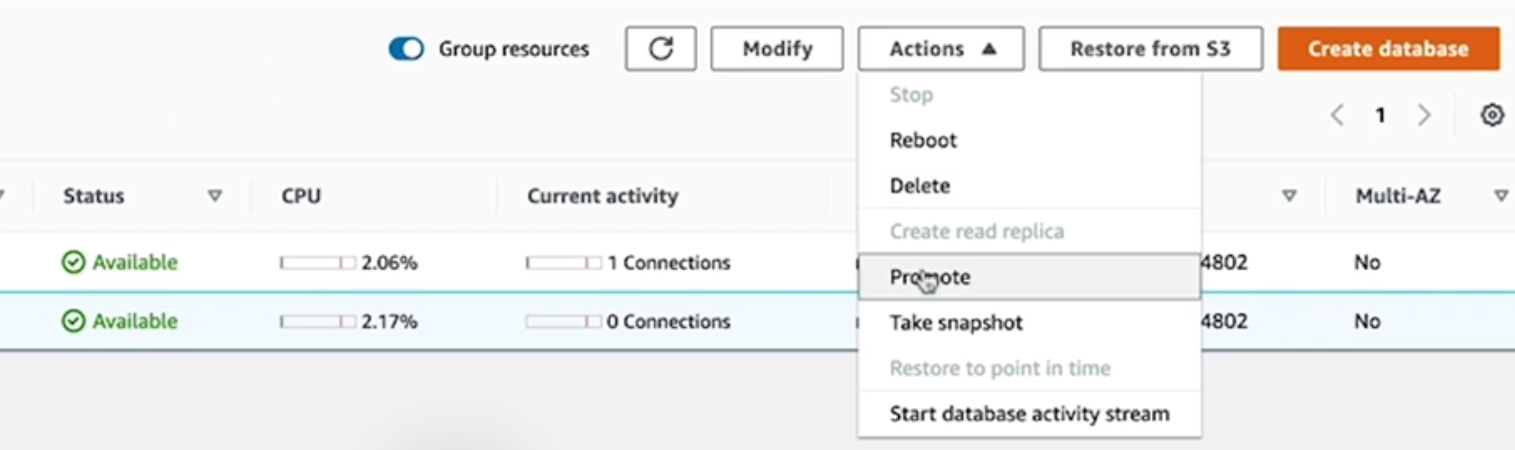 Group resources Modify Actions Restore from S3 Create database
Stop
1
Reboot
Delete
Status CPU Current activity Multi-AZ
Create read replica
Available 2.06% 1 Connections 4802 No
Promote
Available 2.17% 0 Connections 4802 No
Take snapshot
Restore to point in time
Start database activity stream